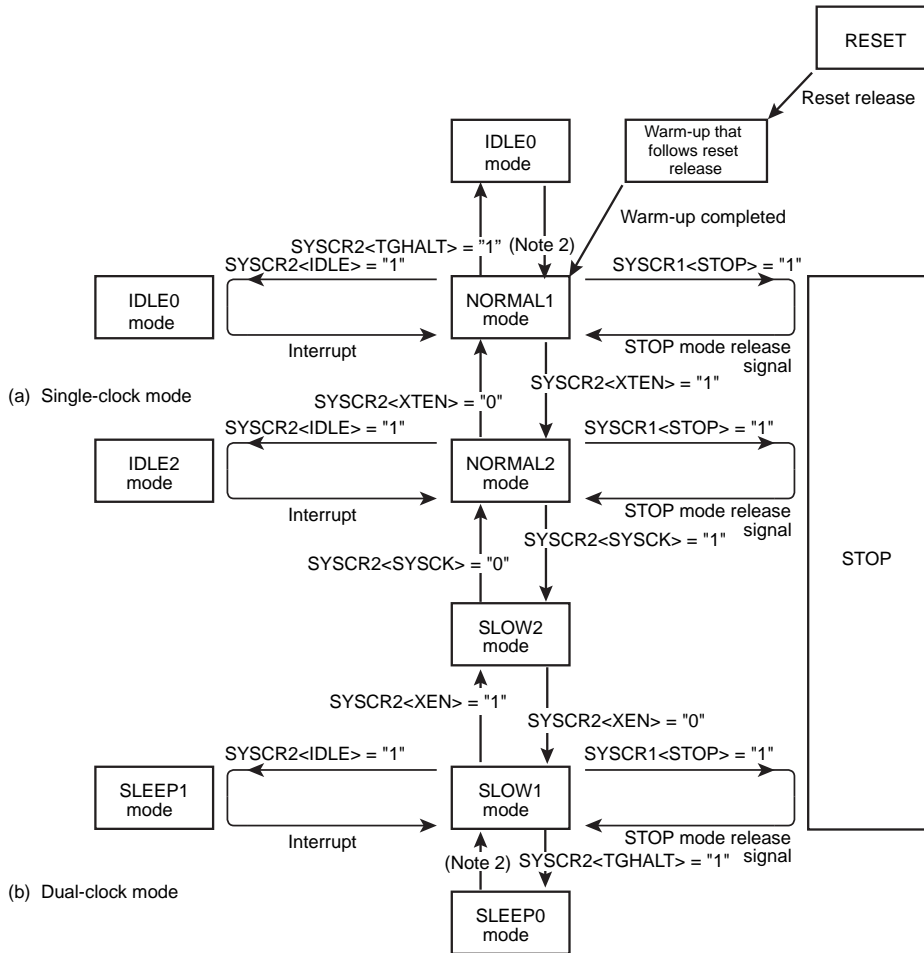 RESET
Reset release
IDLE0
mode
Warm-up that
follows reset
release
Warm-up completed
SYSCR2<TGHALT> = "1"
(Note 2)
SYSCR2<IDLE> = "1"
SYSCR1<STOP> = "1"
IDLE0
mode
NORMAL1
mode
Interrupt
STOP mode release
signal
SYSCR2<XTEN> = "1"
(a) Single-clock mode
SYSCR2<XTEN> = "0"
SYSCR2<IDLE> = "1"
SYSCR1<STOP> = "1"
IDLE2
mode
NORMAL2
mode
Interrupt
STOP mode release
signal
SYSCR2<SYSCK> = "1"
STOP
SYSCR2<SYSCK> = "0"
SLOW2
mode
SYSCR2<XEN> = "1"
SYSCR2<XEN> = "0"
SYSCR2<IDLE> = "1"
SYSCR1<STOP> = "1"
SLEEP1
mode
SLOW1
mode
Interrupt
STOP mode release
signal
(Note 2)
SYSCR2<TGHALT> = "1"
(b) Dual-clock mode
SLEEP0
mode